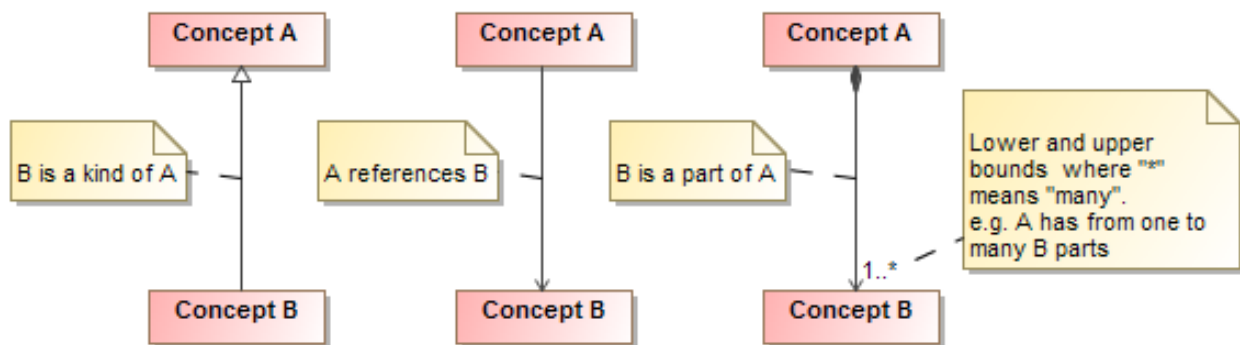 Concept A
Concept A
Concept A
B is a kind of A
A references B
B is a part of A
Lower and upper
bounds  where "*"
means "many".
e.g. A has from one to
many B parts
1..*
Concept B
Concept B
Concept B